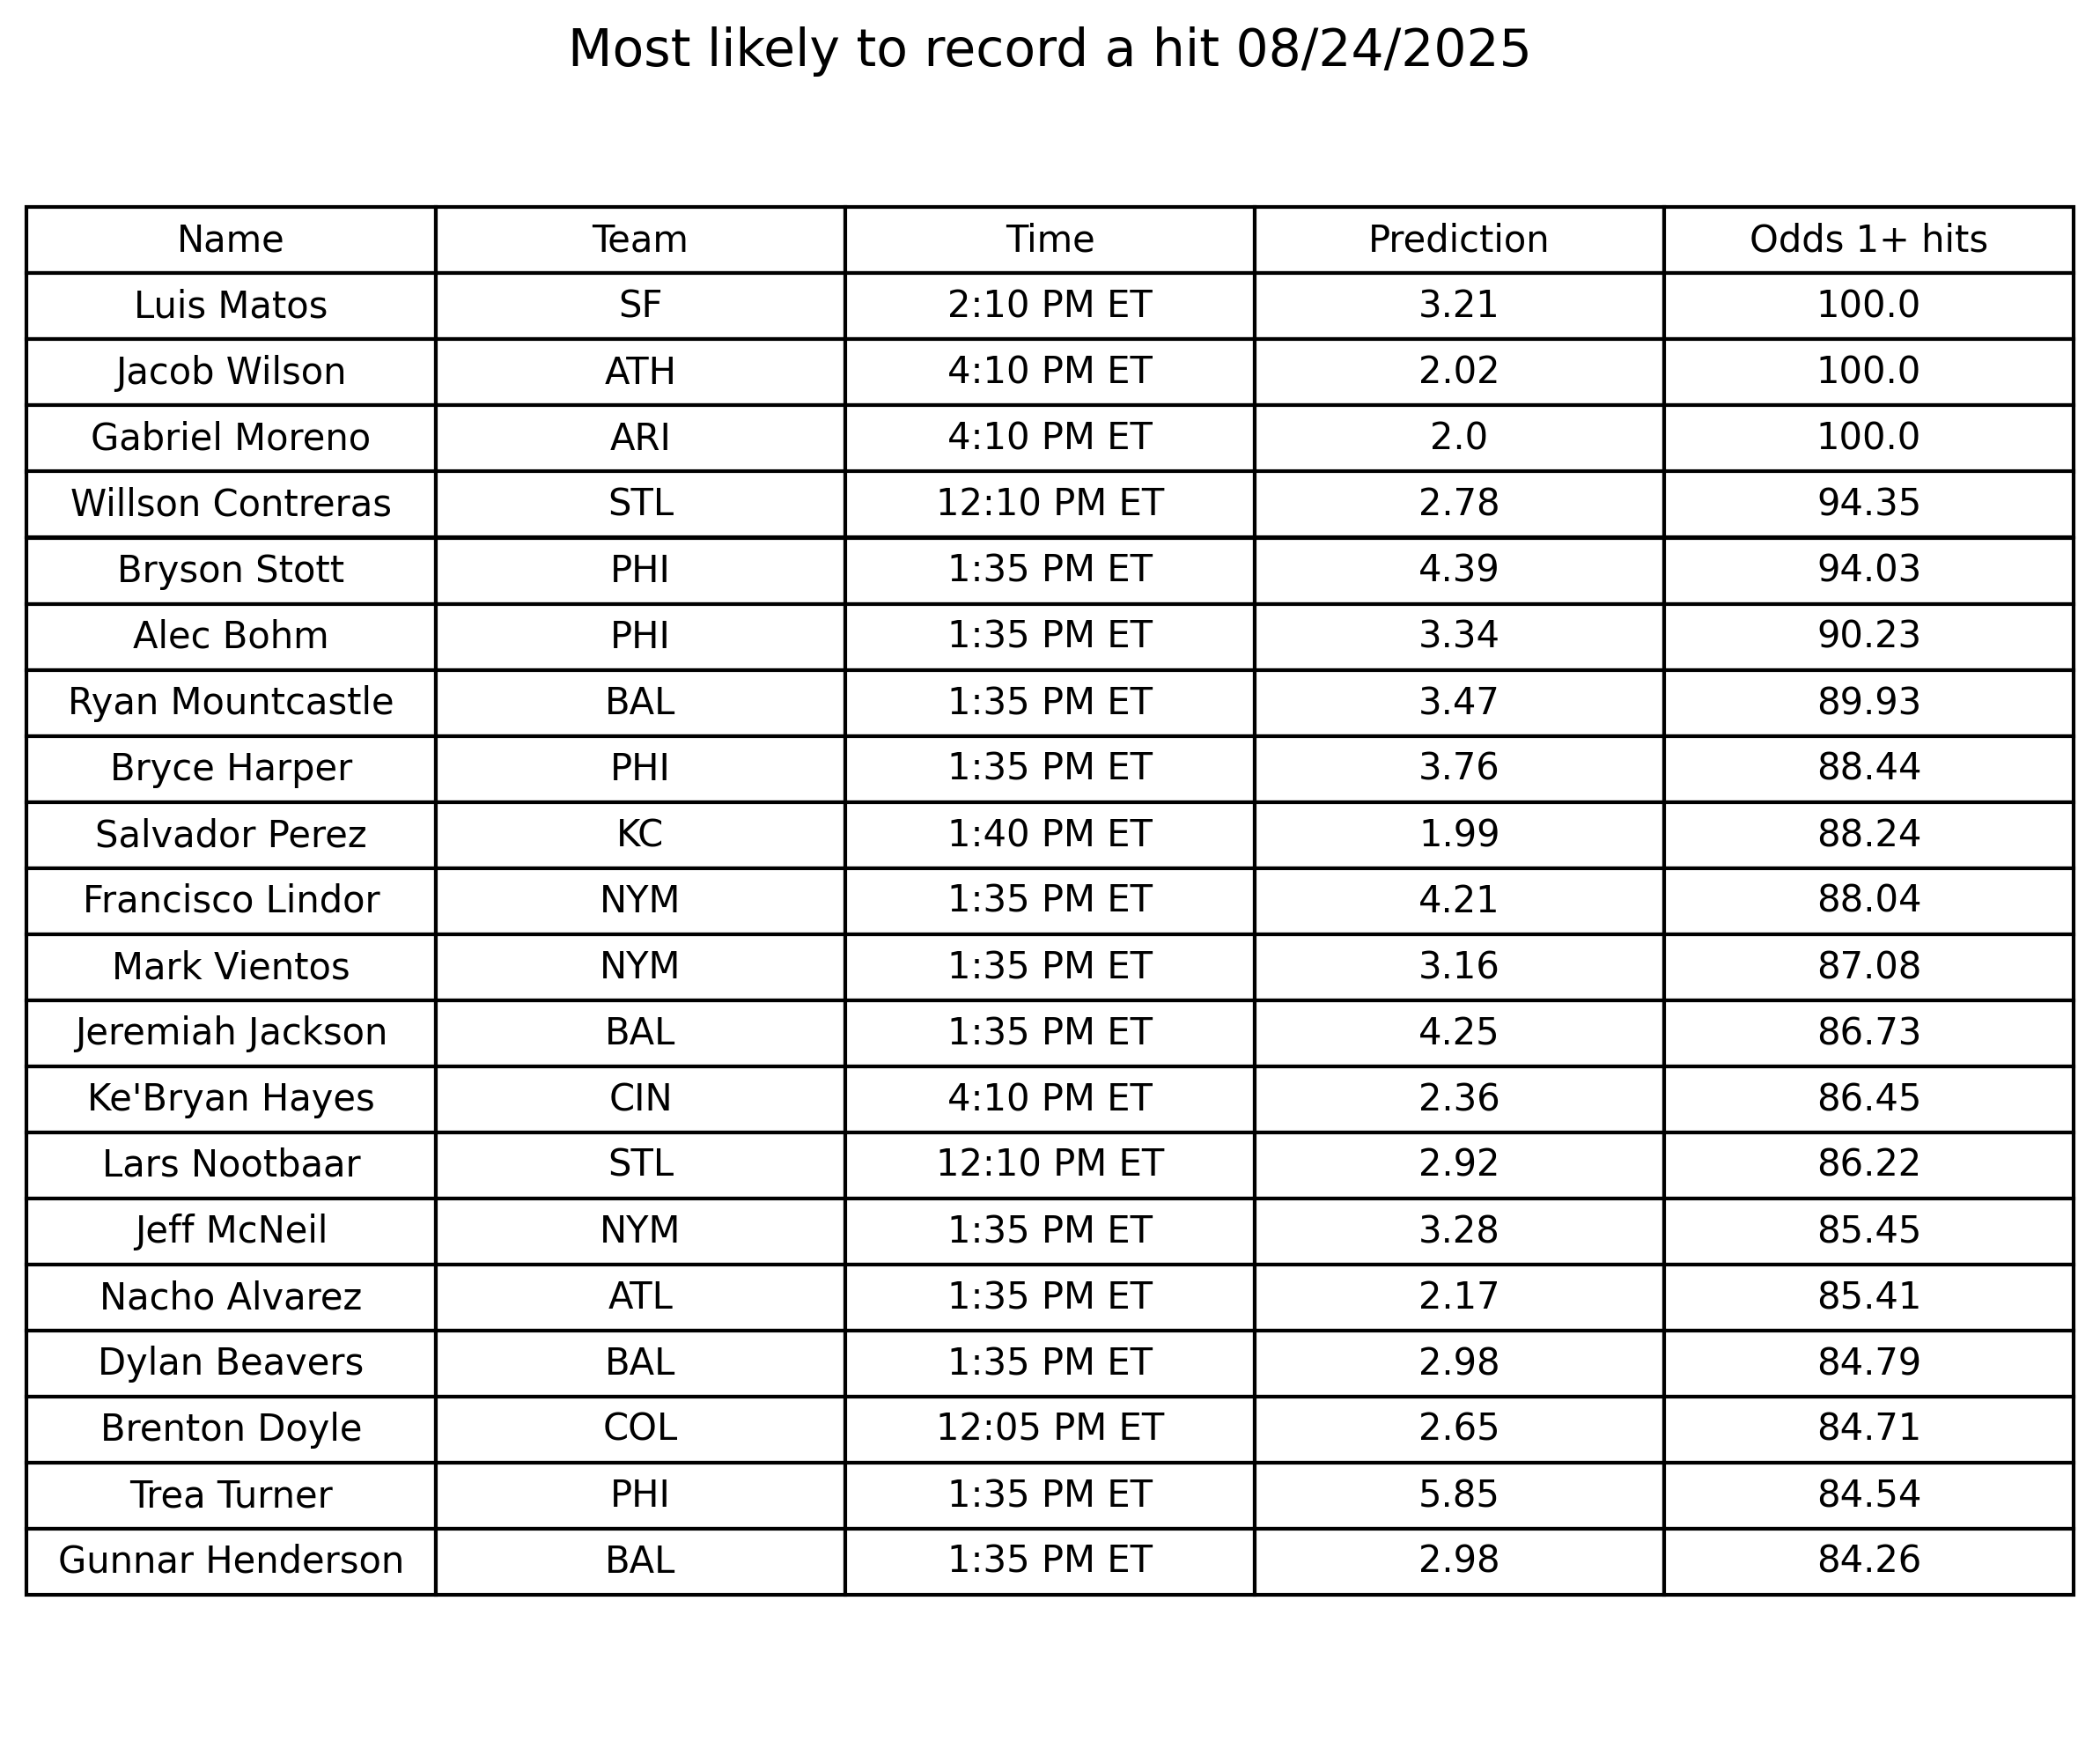 Most likely to record a hit 08/24/2025
Name Team Time Prediction Odds 1+ hits
Luis Matos SF 2:10 PM ET 3.21 100.0
Jacob Wilson ATH 4:10 PM ET 2.02 100.0
Gabriel Moreno ARI 4:10 PM ET 2.0 100.0
Willson Contreras STL 12:10 PM ET 2.78 94.35
Bryson Stott PHI 1:35 PM ET 4.39 94.03
Alec Bohm PHI 1:35 PM ET 3.34 90.23
Ryan Mountcastle BAL 1:35 PM ET 3.47 89.93
Bryce Harper PHI 1:35 PM ET 3.76 88.44
Salvador Perez KC 1:40 PM ET 1.99 88.24
Francisco Lindor NYM 1:35 PM ET 4.21 88.04
Mark Vientos NYM 1:35 PM ET 3.16 87.08
Jeremiah Jackson BAL 1:35 PM ET 4.25 86.73
Ke'Bryan Hayes CIN 4:10 PM ET 2.36 86.45
Lars Nootbaar STL 12:10 PM ET 2.92 86.22
Jeff McNeil NYM 1:35 PM ET 3.28 85.45
Nacho Alvarez ATL 1:35 PM ET 2.17 85.41
Dylan Beavers BAL 1:35 PM ET 2.98 84.79
Brenton Doyle COL 12:05 PM ET 2.65 84.71
Trea Turner PHI 1:35 PM ET 5.85 84.54
Gunnar Henderson BAL 1:35 PM ET 2.98 84.26